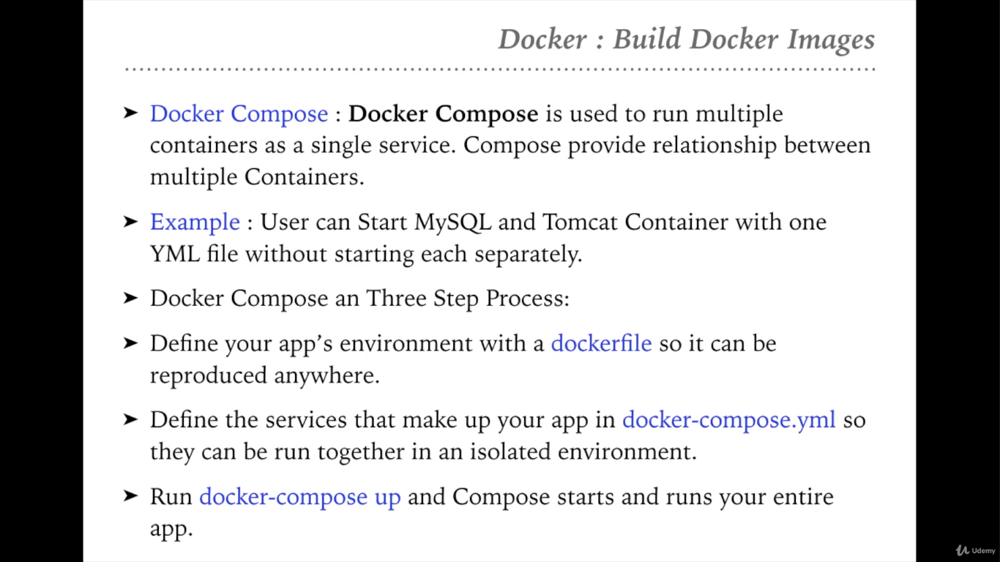 Docker : Build Docker Images
➤ Docker Compose : Docker Compose is used to run multiple
containers as a single service. Compose provide relationship between
multiple Containers.
➤ Example : User can Start MySQL and Tomcat Container with one
YML file without starting each separately.
➤ Docker Compose an Three Step Process:
➤ Define your app’s environment with a dockerfile so it can be
reproduced anywhere.
➤ Define the services that make up your app in docker-compose.yml so
they can be run together in an isolated environment.
➤ Run docker-compose up and Compose starts and runs your entire
app.
Udemy